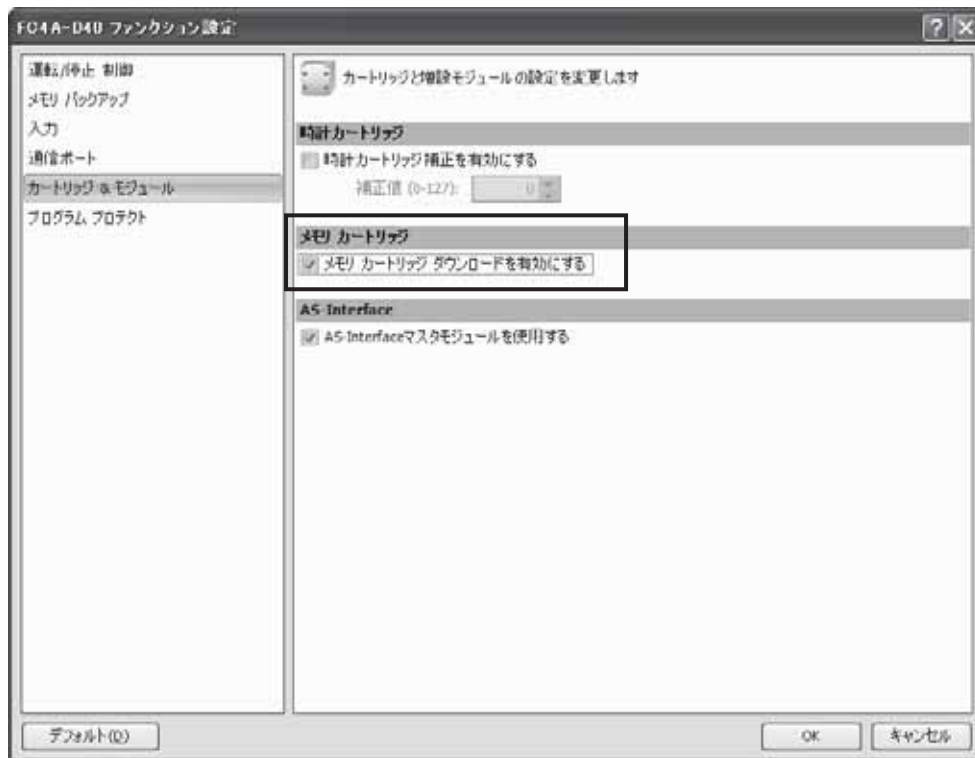 FC4A-D40 ファンクション設定
運転/停止 制御
メモリ バックアップ
入力
通信ポート
カートリッジ & モジュール
プログラム プロテクト
カートリッジと増設モジュールの設定を変更します
時計カートリッジ
時計カートリッジ補正を有効にする
補正値 (0-127): 0
メモリ カートリッジ
メモリ カートリッジ ダウンロードを有効にする
AS-Interface
AS-Interfaceマスタモジュールを使用する
デフォルト(D)
OK
キャンセル